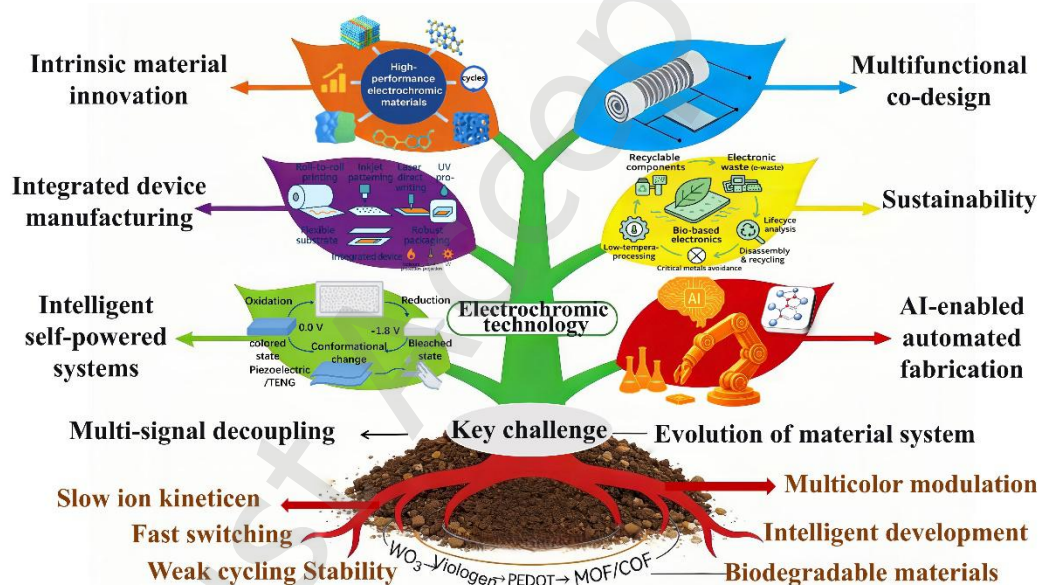 Intrinsic material
innovation
High-
performance
electrochromic
materials
cycles
Multifunctional
co-design
Integrated device
manufacturing
Roll-to-roll
printing
Inkjet
patterning
Laser
direct
writing
UV
pro-
Flexible
substrate
Robust
packaging
Integrated device
Recyclable
components
Electronic
waste (e-waste)
Bio-based
electronics
Lifecyce
analysis
Low-tempera-
processing
Disassembly
& recycling
Critical metals avoidance
Sustainability
Intelligent
self-powered
systems
Oxidation
Reduction
0.0 V
-1.8 V
colored
state
Conformational
change
Bleached
state
Piezoelectric
/TENG
Electrochromic
technology
AI
AI-enabled
automated
fabrication
Multi-signal decoupling
Key challenge
Evolution of material system
Slow ion kineticen
Multicolor modulation
Fast switching
Intelligent development
Weak cycling Stability
WO₃→Viologen→PEDOT→MOF/COF
Biodegradable materials